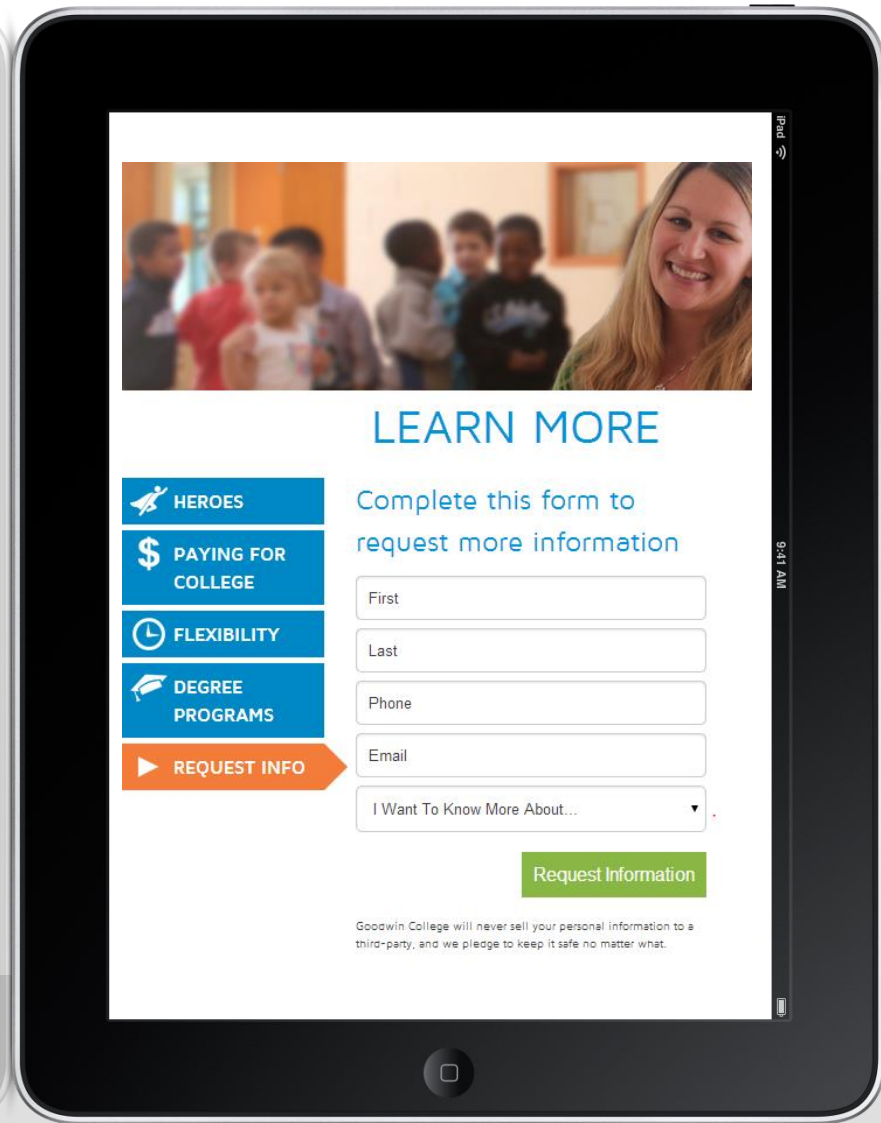 iPad
9:41 AM
LEARN MORE
HEROES
PAYING FOR
COLLEGE
FLEXIBILITY
DEGREE
PROGRAMS
REQUEST INFO
Complete this form to
request more information
First
Last
Phone
Email
I Want To Know More About...
Request Information
Goodwin College will never sell your personal information to a
third-party, and we pledge to keep it safe no matter what.